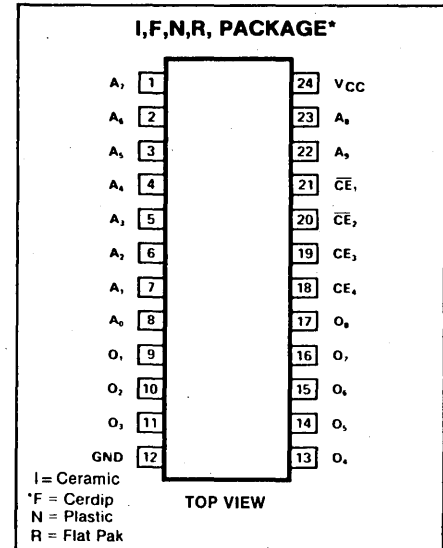 I,F,N,R, PACKAGE*
A₇ 1 24 VCC
A₆ 2 23 A₈
A₅ 3 22 A₉
A₄ 4 21 C̅E̅₁
A₃ 5 20 C̅E̅₂
A₂ 6 19 CE₃
A₁ 7 18 CE₄
A₀ 8 17 O₈
O₁ 9 16 O₇
O₂ 10 15 O₆
O₃ 11 14 O₅
GND 12 13 O₄
I = Ceramic
*F = Cerdip
N = Plastic
R = Flat Pak
TOP VIEW